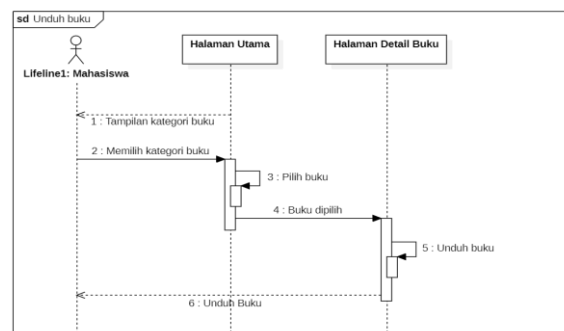 sd Unduh buku
Halaman Utama
Halaman Detail Buku
Lifeline1: Mahasiswa
1 : Tampilan kategori buku
2 : Memilih kategori buku
3 : Pilih buku
4 : Buku dipilih
5 : Unduh buku
6 : Unduh Buku